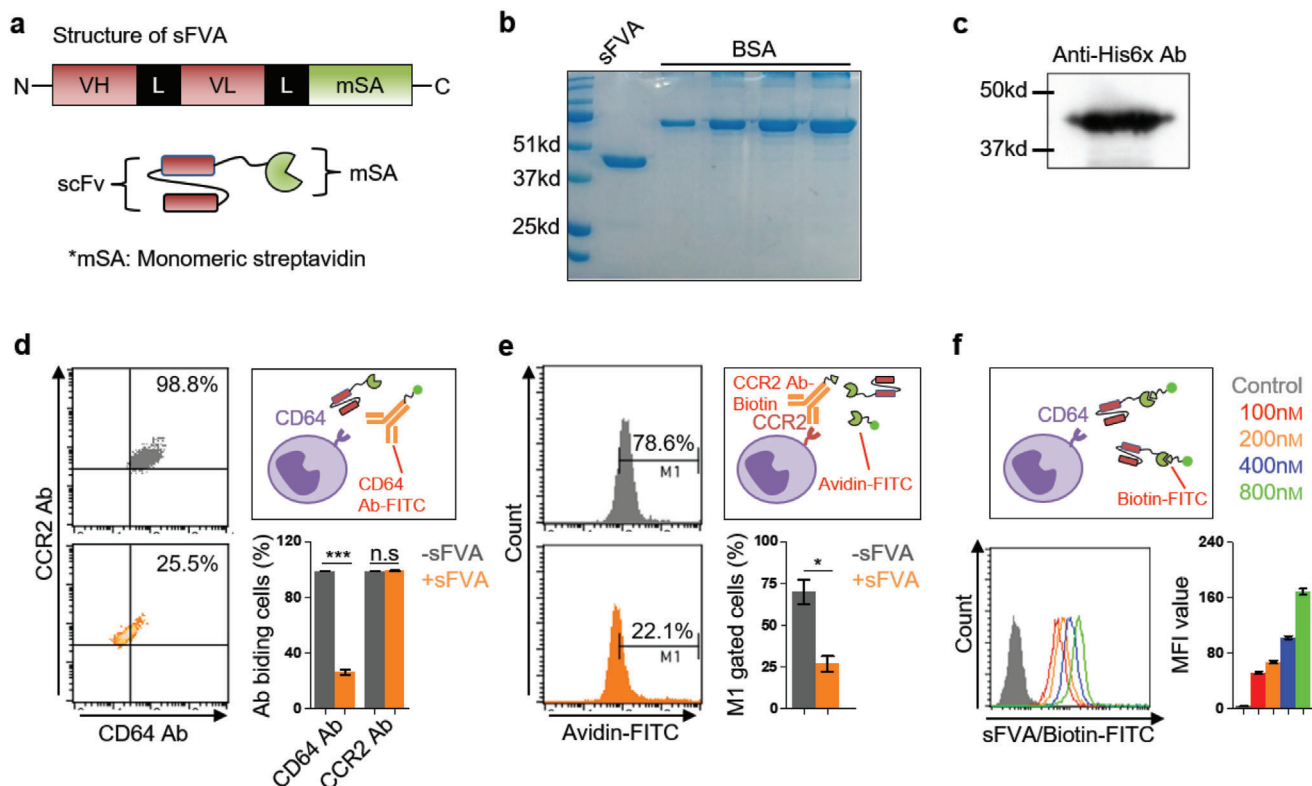 a
Structure of sFVA
N
VH
L
VL
L
mSA
C
scFv
mSA
*mSA: Monomeric streptavidin
b
sFVA
BSA
51kd
37kd
25kd
c
Anti-His6x Ab
50kd
37kd
d
98.8%
25.5%
CCR2 Ab
CD64 Ab
CD64
CD64
Ab-FITC
Ab biding cells (%)
120
80
40
0
***
n.s
-sFVA
+sFVA
CD64 Ab
CCR2 Ab
e
78.6%
M1
22.1%
M1
Count
Avidin-FITC
CCR2 Ab-
Biotin
CCR2
Avidin-FITC
M1 gated cells (%)
100
75
50
25
0
*
-sFVA
+sFVA
f
CD64
Biotin-FITC
Control
100nM
200nM
400nM
800nM
Count
sFVA/Biotin-FITC
MFI value
240
160
80
0